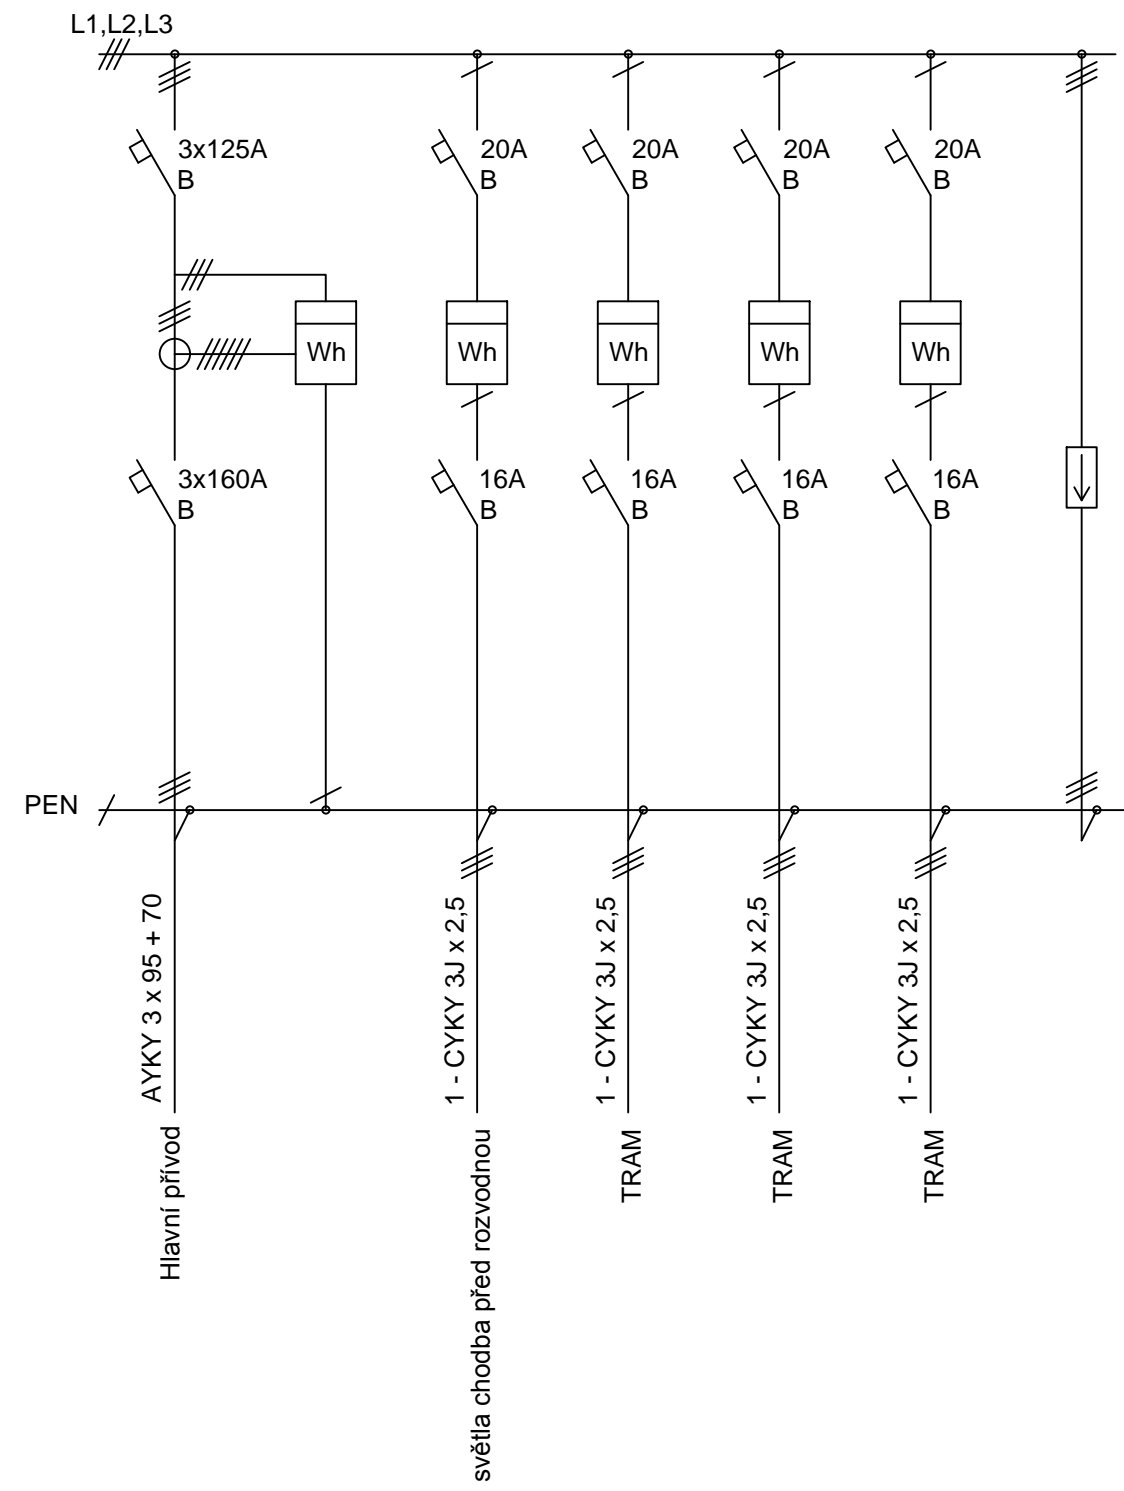 L1,L2,L3
3x125A
B
20A
B
20A
B
20A
B
20A
B
Wh
Wh
Wh
Wh
Wh
3x160A
B
16A
B
16A
B
16A
B
16A
B
PEN
AYKY 3 x 95 + 70
1 - CYKY 3J x 2,5
1 - CYKY 3J x 2,5
1 - CYKY 3J x 2,5
1 - CYKY 3J x 2,5
Hlavní přívod
světla chodba před rozvodnou
TRAM
TRAM
TRAM